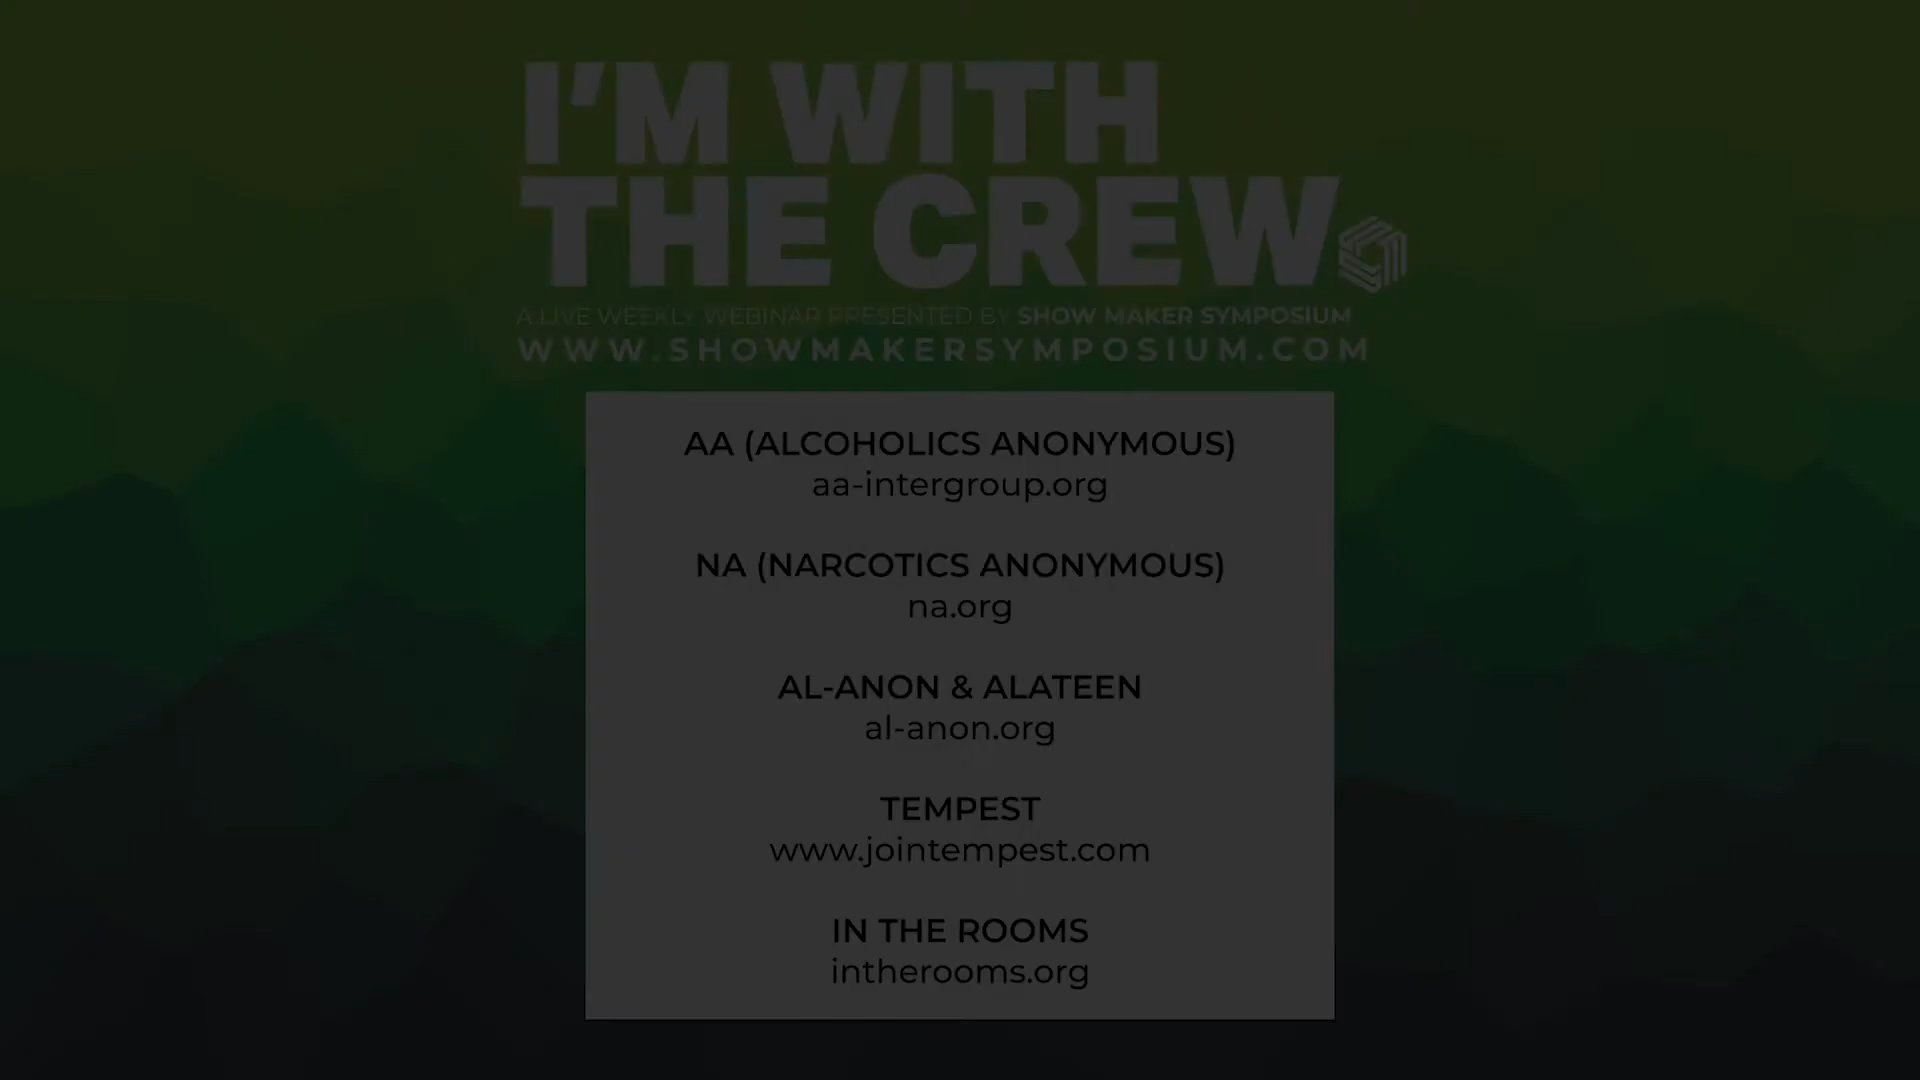 I'M WITH
THE CREW
A LIVE WEEKLY WEBINAR PRESENTED BY SHOW MAKER SYMPOSIUM
WWW.SHOWMAKERSYMPOSIUM.COM
AA (ALCOHOLICS ANONYMOUS)
aa-intergroup.org
NA (NARCOTICS ANONYMOUS)
na.org
AL-ANON & ALATEEN
al-anon.org
TEMPEST
www.jointempest.com
IN THE ROOMS
intherooms.org